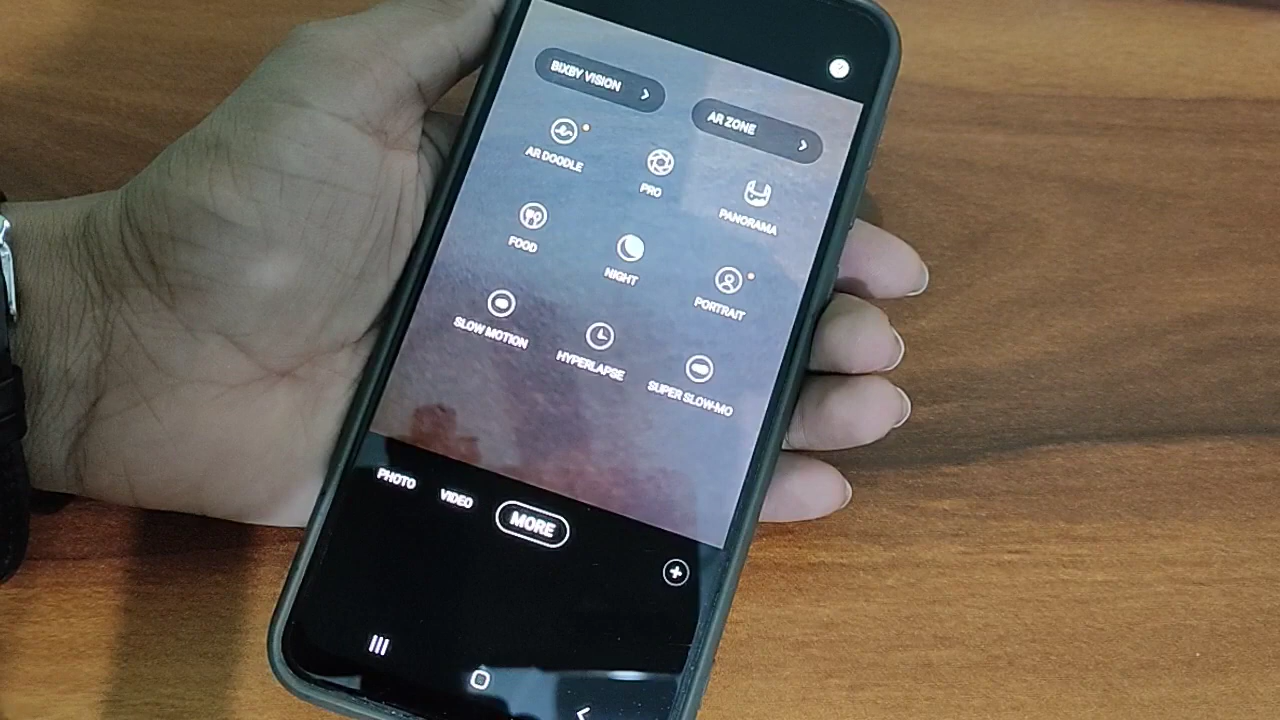 BIXBY VISION
AR ZONE
AR DOODLE
PRO
PANORAMA
FOOD
NIGHT
PORTRAIT
SLOW MOTION
HYPERLAPSE
SUPER SLOW-MO
PHOTO
VIDEO
MORE